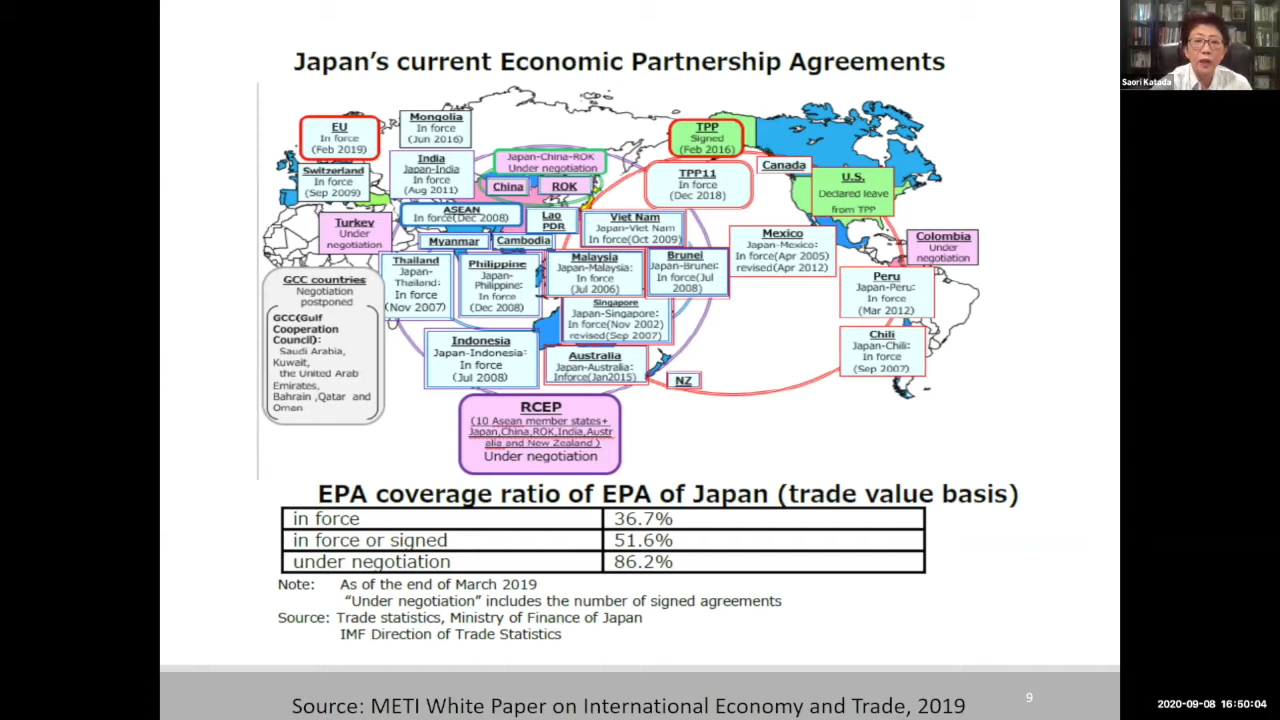 Japan's current Economic Partnership Agreements
Saori Katada
EU
In force
(Feb 2019)
Mongolia
In force
(Jun 2016)
TPP
Signed
(Feb 2016)
Switzerland
In force
(Sep 2009)
India
Japan-India
In force
(Aug 2011)
Japan-China-ROK
Under negotiation
China
ROK
TPP11
In force
(Dec 2018)
Canada
U.S.
Declared leave
from TPP
Turkey
Under
negotiation
ASEAN
In force(Dec 2008)
Lao
PDR
Myanmar
Cambodia
Viet Nam
Japan-Viet Nam
In force(Oct 2009)
Mexico
Japan-Mexico:
In force(Apr 2005)
revised(Apr 2012)
Colombia
Under
negotiation
Thailand
Japan-
Thailand:
In force
(Nov 2007)
Philippine
Japan-
Philippine:
In force
(Dec 2008)
Malaysia
Japan-Malaysia:
In force
(Jul 2006)
Brunei
Japan-Brunei:
In force(Jul
2008)
Peru
Japan-Peru:
In force
(Mar 2012)
GCC countries
Negotiation
postponed
GCC(Gulf
Cooperation
Council):
Saudi Arabia,
Kuwait,
the United Arab
Emirates,
Bahrain ,Qatar and
Oman
Singapore
Japan-Singapore:
In force(Nov 2002)
revised(Sep 2007)
Indonesia
Japan-Indonesia:
In force
(Jul 2008)
Australia
Japan-Australia:
Inforce(Jan2015)
NZ
Chili
Japan-Chili:
In force
(Sep 2007)
RCEP
(10 Asean member states+
Japan,China,ROK,India,Austr
alia and New Zealand )
Under negotiation
EPA coverage ratio of EPA of Japan (trade value basis)
in force 36.7%
in force or signed 51.6%
under negotiation 86.2%
Note: As of the end of March 2019
"Under negotiation" includes the number of signed agreements
Source: Trade statistics, Ministry of Finance of Japan
IMF Direction of Trade Statistics
Source: METI White Paper on International Economy and Trade, 2019
9
2020-09-08 16:50:04